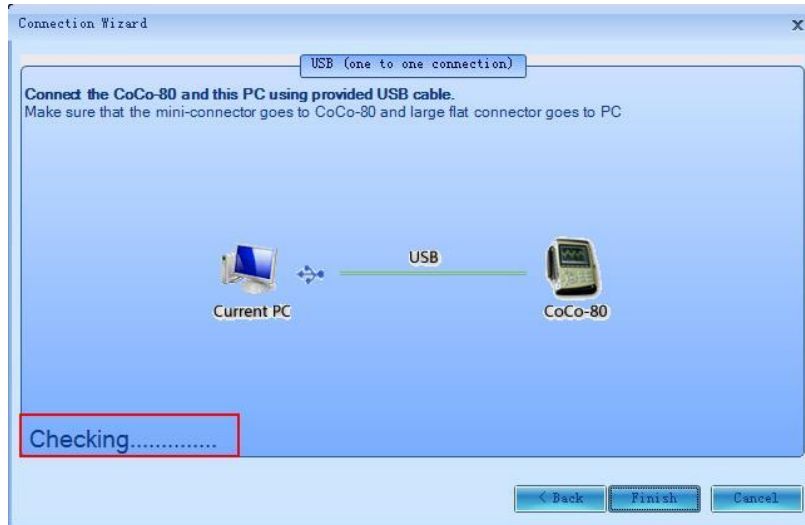 Connection Wizard
X
USB (one to one connection)
Connect the CoCo-80 and this PC using provided USB cable.
Make sure that the mini-connector goes to CoCo-80 and large flat connector goes to PC
USB
Current PC
CoCo-80
Checking..............
< Back
Finish
Cancel